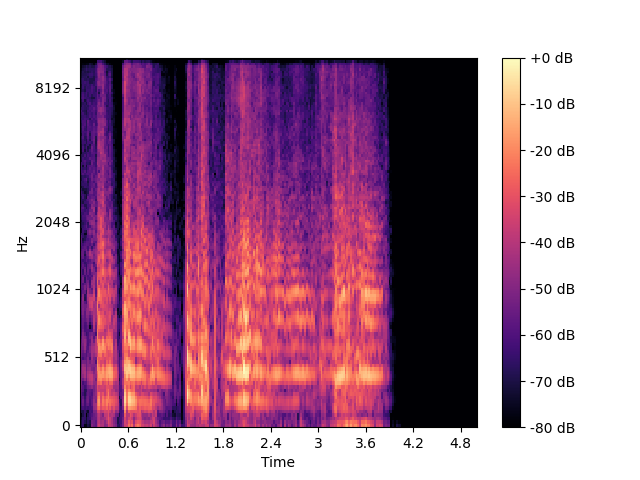 +0 dB
8192
-10 dB
4096
-20 dB
-30 dB
2048
-40 dB
Hz
1024
-50 dB
-60 dB
512
-70 dB
0
-80 dB
0 0.6 1.2 1.8 2.4 3 3.6 4.2 4.8
Time